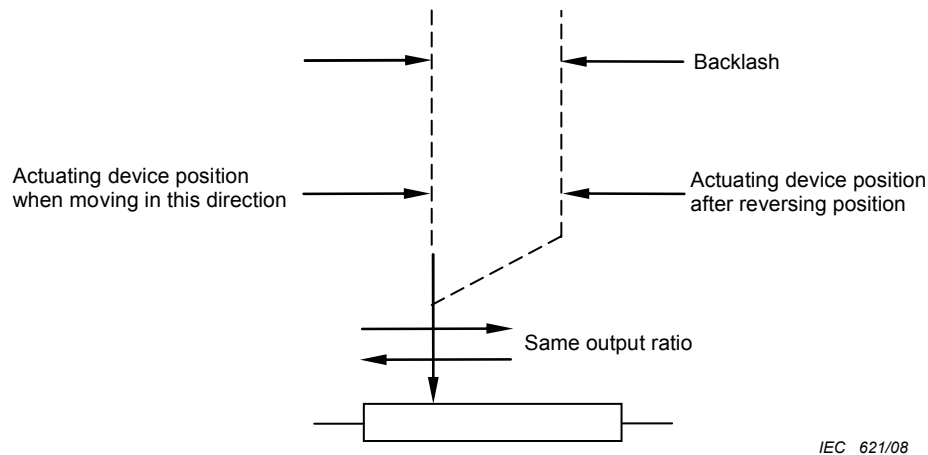 Backlash
Actuating device position
when moving in this direction
Actuating device position
after reversing position
Same output ratio
IEC 621/08